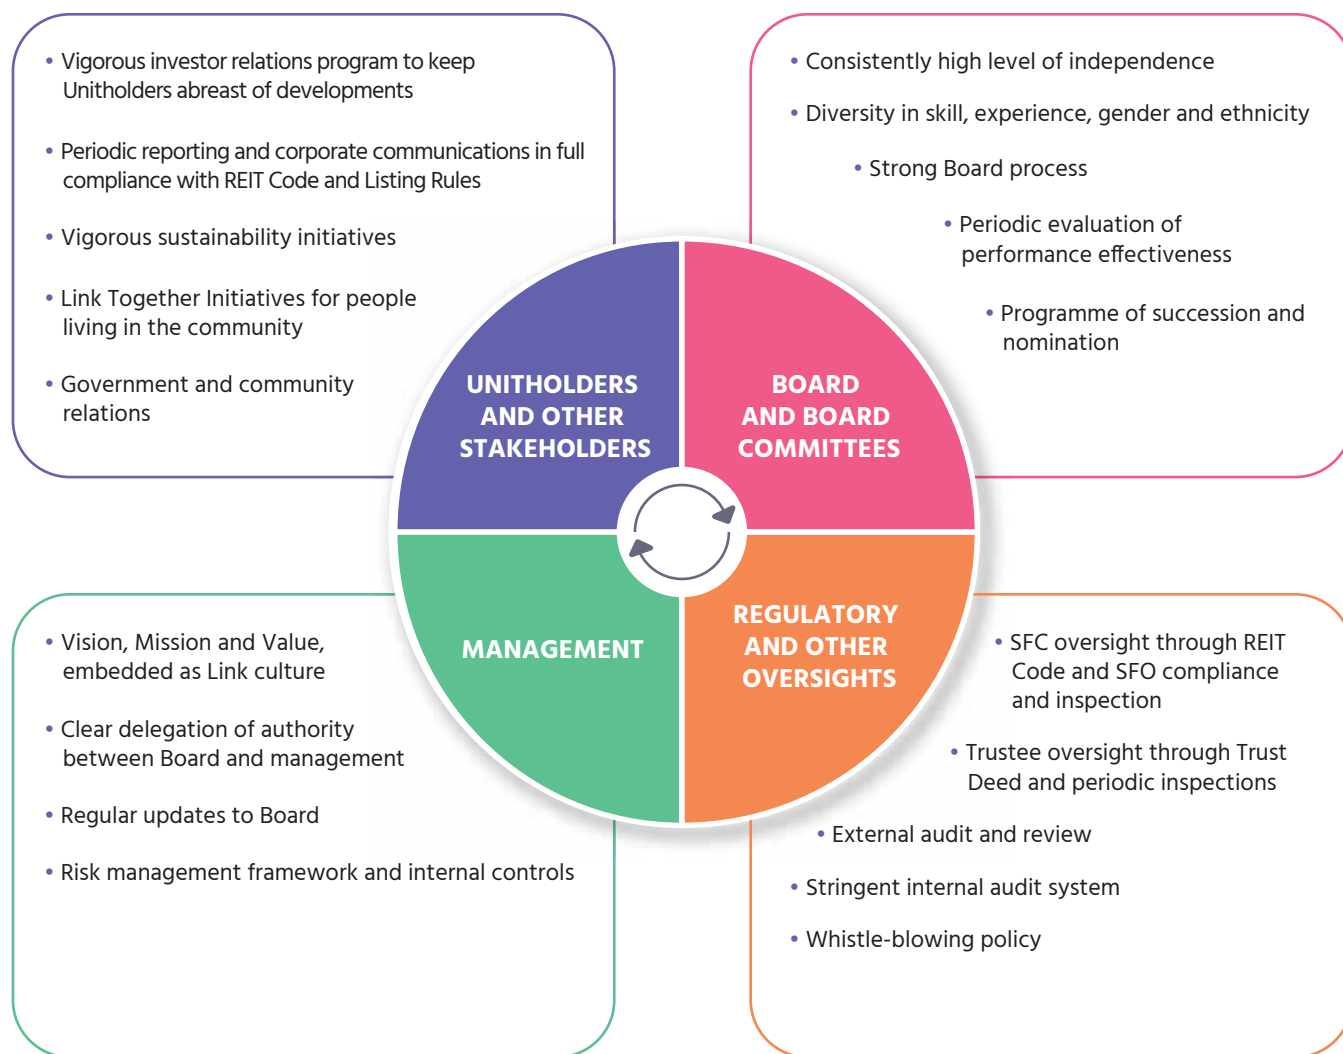 • Vigorous investor relations program to keep
Unitholders abreast of developments
• Periodic reporting and corporate communications in full
compliance with REIT Code and Listing Rules
• Vigorous sustainability initiatives
• Link Together Initiatives for people
living in the community
• Government and community
relations
• Consistently high level of independence
• Diversity in skill, experience, gender and ethnicity
• Strong Board process
• Periodic evaluation of
performance effectiveness
• Programme of succession and
nomination
UNITHOLDERS
AND OTHER
STAKEHOLDERS
BOARD
AND BOARD
COMMITTEES
MANAGEMENT
REGULATORY
AND OTHER
OVERSIGHTS
• Vision, Mission and Value,
embedded as Link culture
• Clear delegation of authority
between Board and management
• Regular updates to Board
• Risk management framework and internal controls
• SFC oversight through REIT
Code and SFO compliance
and inspection
• Trustee oversight through Trust
Deed and periodic inspections
• External audit and review
• Stringent internal audit system
• Whistle-blowing policy